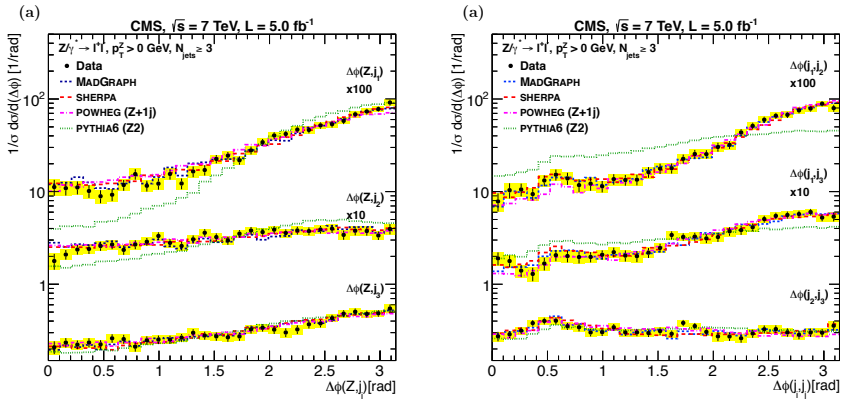 (a)
CMS, √s = 7 TeV, L = 5.0 fb⁻¹
1/σ dσ/d(Δϕ) [1/rad]
Z/γ* → l⁺l⁻, p_T^Z > 0 GeV, N_jets ≥ 3
Data
MADGRAPH
SHERPA
POWHEG (Z+1j)
PYTHIA6 (Z2)
Δϕ(Z,j₁)
x100
Δϕ(Z,j₂)
x10
Δϕ(Z,j₃)
10²
10
1
0 0.5 1 1.5 2 2.5 3
Δϕ(Z,jᵢ)[rad]
(a)
CMS, √s = 7 TeV, L = 5.0 fb⁻¹
1/σ dσ/d(Δϕ) [1/rad]
Z/γ* → l⁺l⁻, p_T^Z > 0 GeV, N_jets ≥ 3
Data
MADGRAPH
SHERPA
POWHEG (Z+1j)
PYTHIA6 (Z2)
Δϕ(j₁,j₂)
x100
Δϕ(j₁,j₃)
x10
Δϕ(j₂,j₃)
10²
10
1
0 0.5 1 1.5 2 2.5 3
Δϕ(jᵢ,jⱼ)[rad]